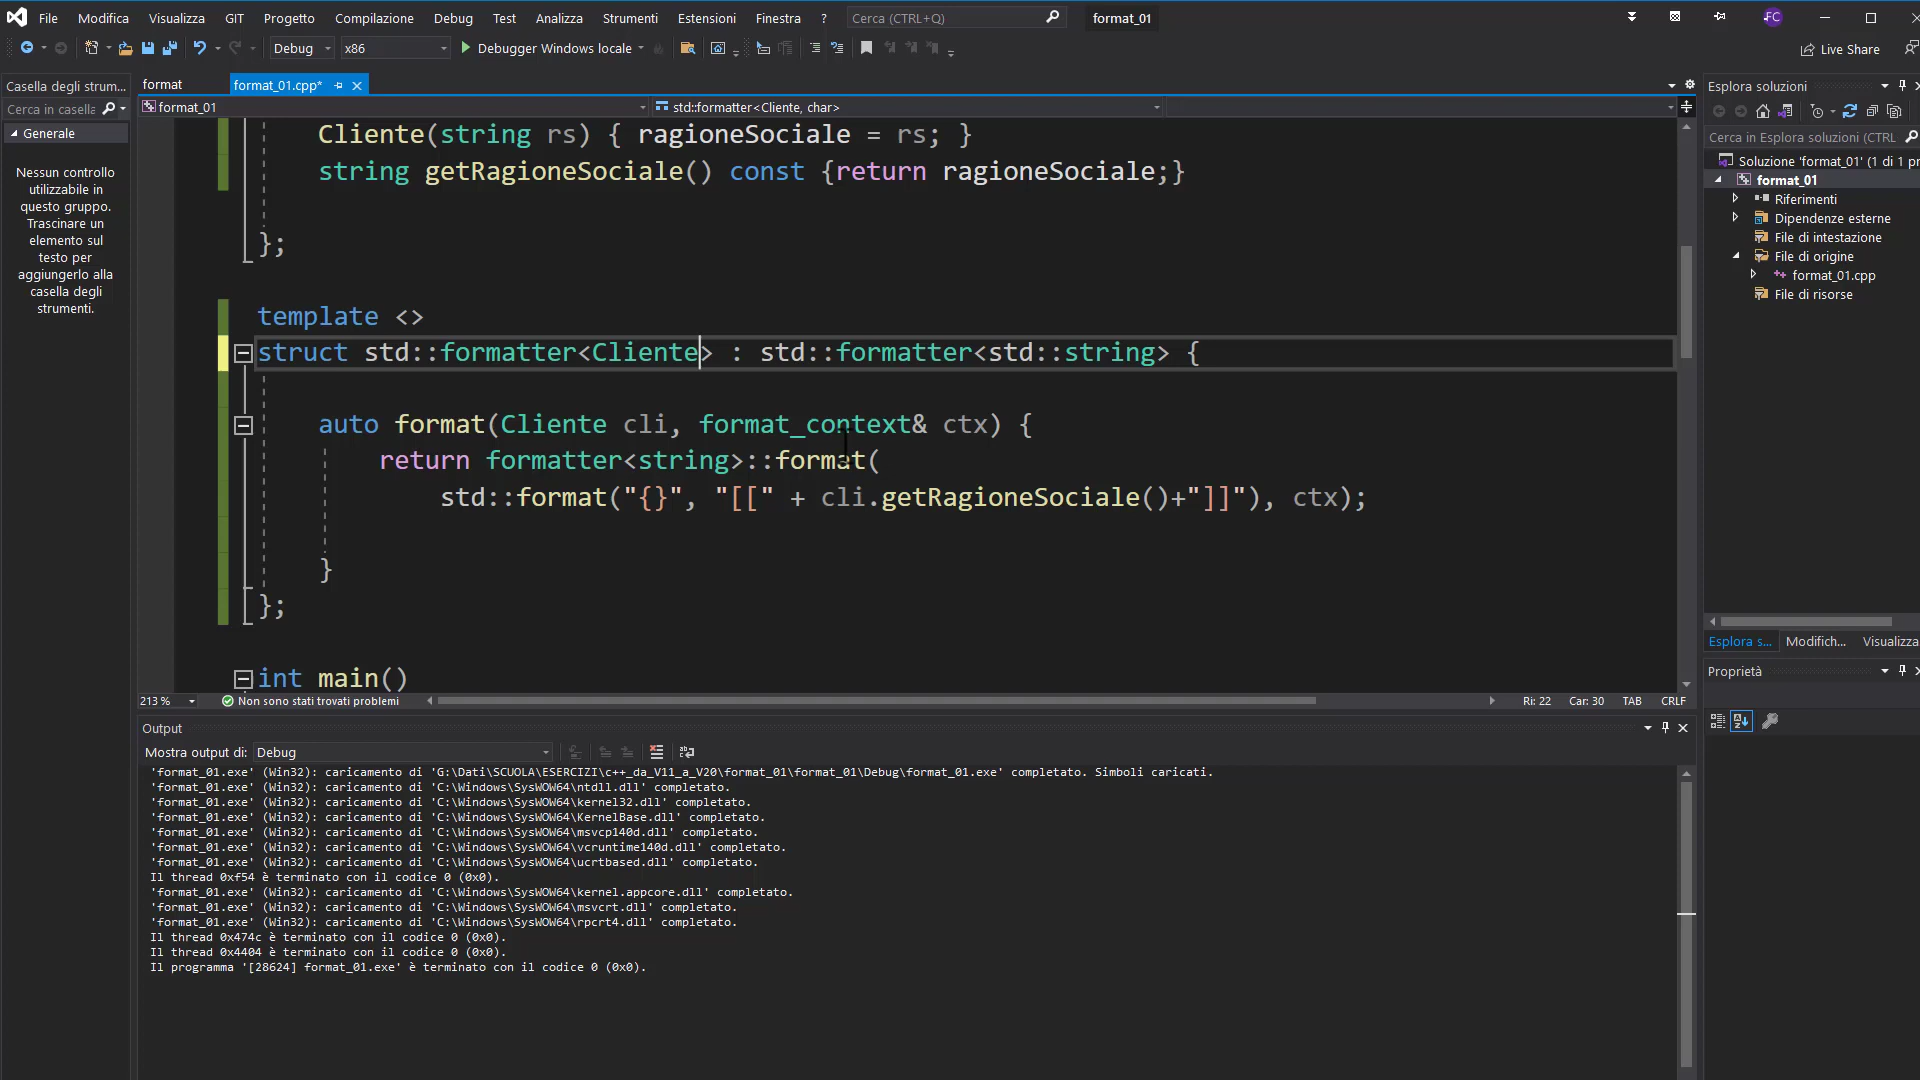 File Modifica Visualizza GIT Progetto Compilazione Debug Test Analizza Strumenti Estensioni Finestra ? Cerca (CTRL+Q) format_01 FC
Debug x86 Debugger Windows locale Live Share
Casella degli strum...
Cerca in casella
Generale
Nessun controllo
utilizzabile in
questo gruppo.
Trascinare un
elemento sul
testo per
aggiungerlo alla
casella degli
strumenti.
format format_01.cpp*
format_01 std::formatter<Cliente, char>
Cliente(string rs) { ragioneSociale = rs; }
string getRagioneSociale() const {return ragioneSociale;}
};
template <>
struct std::formatter<Cliente> : std::formatter<std::string> {
auto format(Cliente cli, format_context& ctx) {
return formatter<string>::format(
std::format("{}", "[[" + cli.getRagioneSociale()+"]]"), ctx);
}
};
int main()
213 % Non sono stati trovati problemi Ri: 22 Car: 30 TAB CRLF
Output
Mostra output di: Debug
'format_01.exe' (Win32): caricamento di 'G:\Dati\SCUOLA\ESERCIZI\c++_da_V11_a_V20\format_01\format_01\Debug\format_01.exe' completato. Simboli caricati.
'format_01.exe' (Win32): caricamento di 'C:\Windows\SysWOW64\ntdll.dll' completato.
'format_01.exe' (Win32): caricamento di 'C:\Windows\SysWOW64\kernel32.dll' completato.
'format_01.exe' (Win32): caricamento di 'C:\Windows\SysWOW64\KernelBase.dll' completato.
'format_01.exe' (Win32): caricamento di 'C:\Windows\SysWOW64\msvcp140d.dll' completato.
'format_01.exe' (Win32): caricamento di 'C:\Windows\SysWOW64\vcruntime140d.dll' completato.
'format_01.exe' (Win32): caricamento di 'C:\Windows\SysWOW64\ucrtbased.dll' completato.
Il thread 0xf54 è terminato con il codice 0 (0x0).
'format_01.exe' (Win32): caricamento di 'C:\Windows\SysWOW64\kernel.appcore.dll' completato.
'format_01.exe' (Win32): caricamento di 'C:\Windows\SysWOW64\msvcrt.dll' completato.
'format_01.exe' (Win32): caricamento di 'C:\Windows\SysWOW64\rpcrt4.dll' completato.
Il thread 0x474c è terminato con il codice 0 (0x0).
Il thread 0x4404 è terminato con il codice 0 (0x0).
Il programma '[28624] format_01.exe' è terminato con il codice 0 (0x0).
Esplora soluzioni
Cerca in Esplora soluzioni (CTRL
Soluzione 'format_01' (1 di 1 pr
format_01
Riferimenti
Dipendenze esterne
File di intestazione
File di origine
format_01.cpp
File di risorse
Esplora s... Modifich... Visualizza
Proprietà